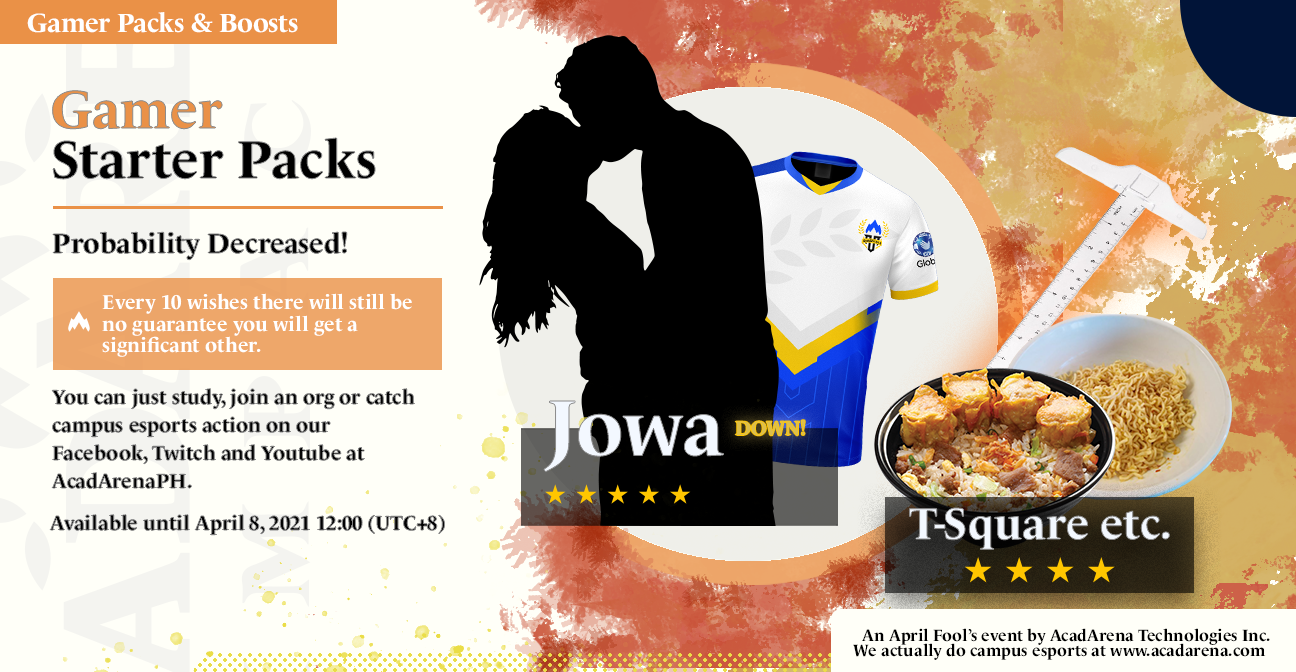 Gamer Packs & Boosts
Gamer
Starter Packs
Probability Decreased!
Every 10 wishes there will still be
no guarantee you will get a
significant other.
You can just study, join an org or catch
campus esports action on our
Facebook, Twitch and Youtube at
AcadArenaPH.
Available until April 8, 2021 12:00 (UTC+8)
Jowa
DOWN!
Glob
T-Square etc.
An April Fool's event by AcadArena Technologies Inc.
We actually do campus esports at www.acadarena.com